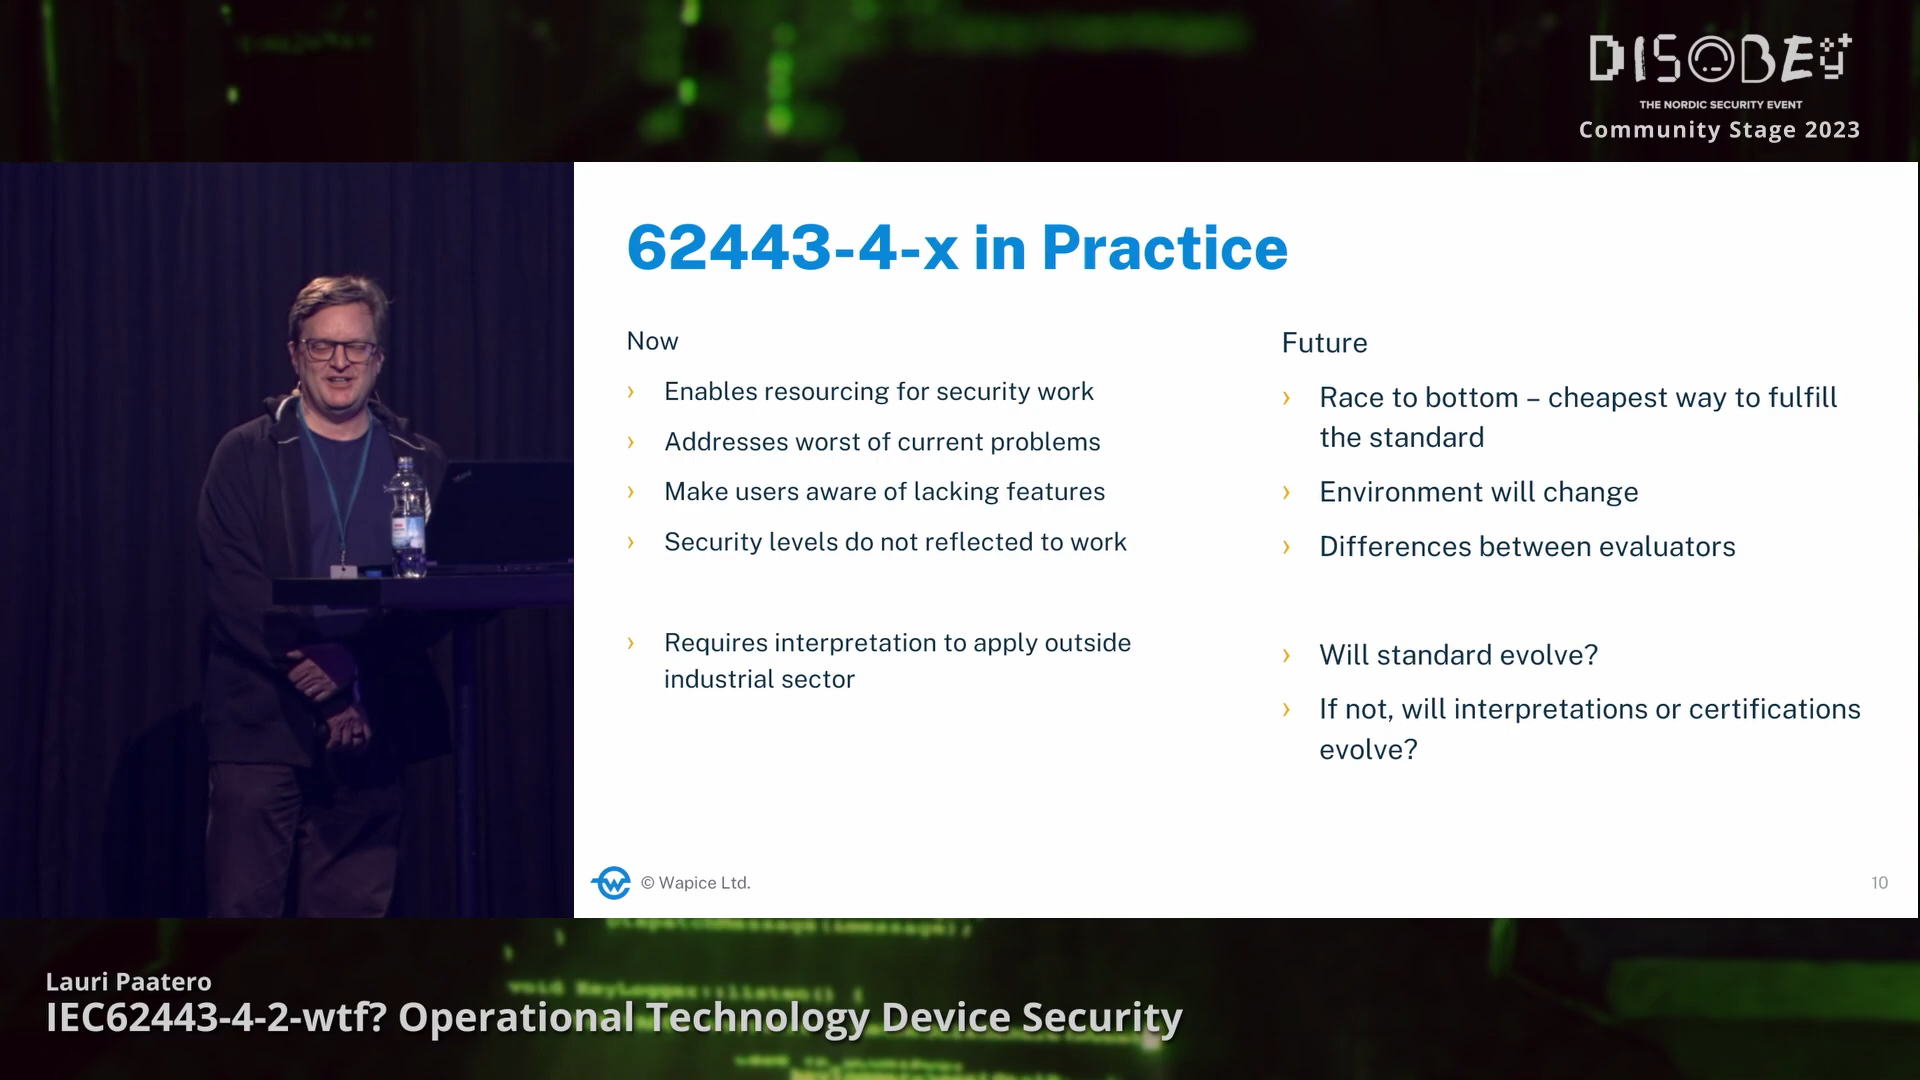 DISOBEY
THE NORDIC SECURITY EVENT
Community Stage 2023
62443-4-x in Practice
Now
› Enables resourcing for security work
› Addresses worst of current problems
› Make users aware of lacking features
› Security levels do not reflected to work
› Requires interpretation to apply outside
industrial sector
Future
› Race to bottom – cheapest way to fulfill
the standard
› Environment will change
› Differences between evaluators
› Will standard evolve?
› If not, will interpretations or certifications
evolve?
© Wapice Ltd.
10
void KeyLogger::listen() {
Lauri Paatero
IEC62443-4-2-wtf? Operational Technology Device Security